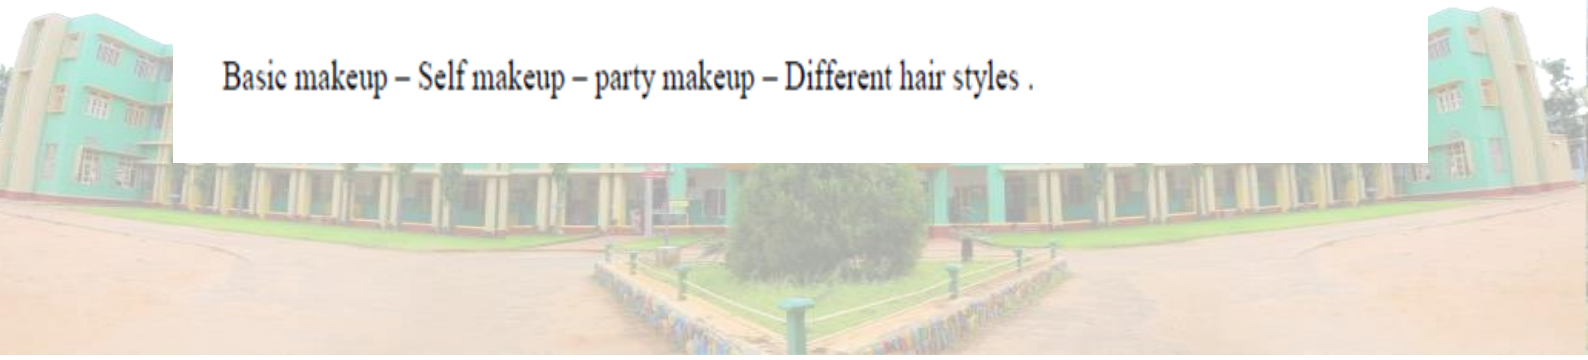 Basic makeup – Self makeup – party makeup – Different hair styles .